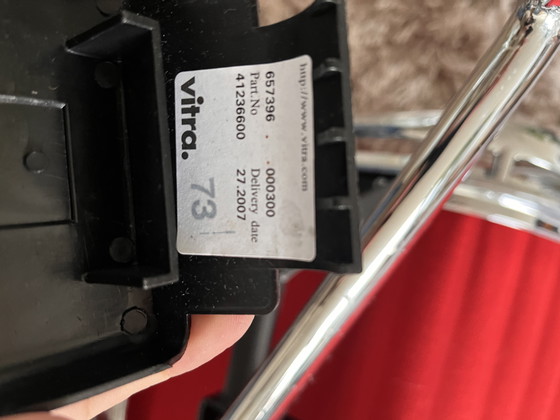 http://www.vitra.com
657396 . .000300
Part.No Delivery date
41236600 27.2007
vitra. 73